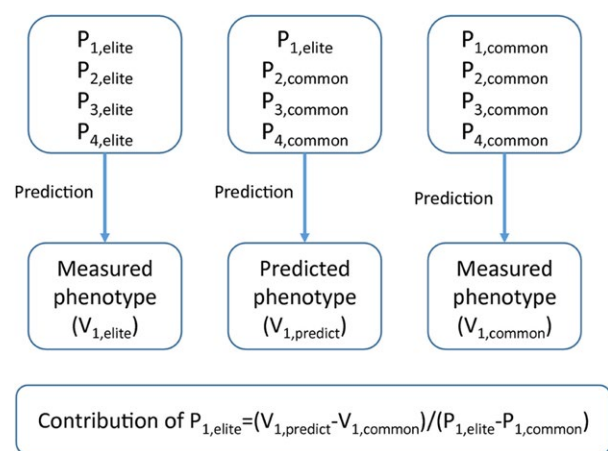 P1,elite
P2,elite
P3,elite
P4,elite
P1,elite
P2,common
P3,common
P4,common
P1,common
P2,common
P3,common
P4,common
Prediction
Prediction
Prediction
Measured
phenotype
(V1,elite)
Predicted
phenotype
(V1,predict)
Measured
phenotype
(V1,common)
Contribution of P1,elite=(V1,predict-V1,common)/(P1,elite-P1,common)